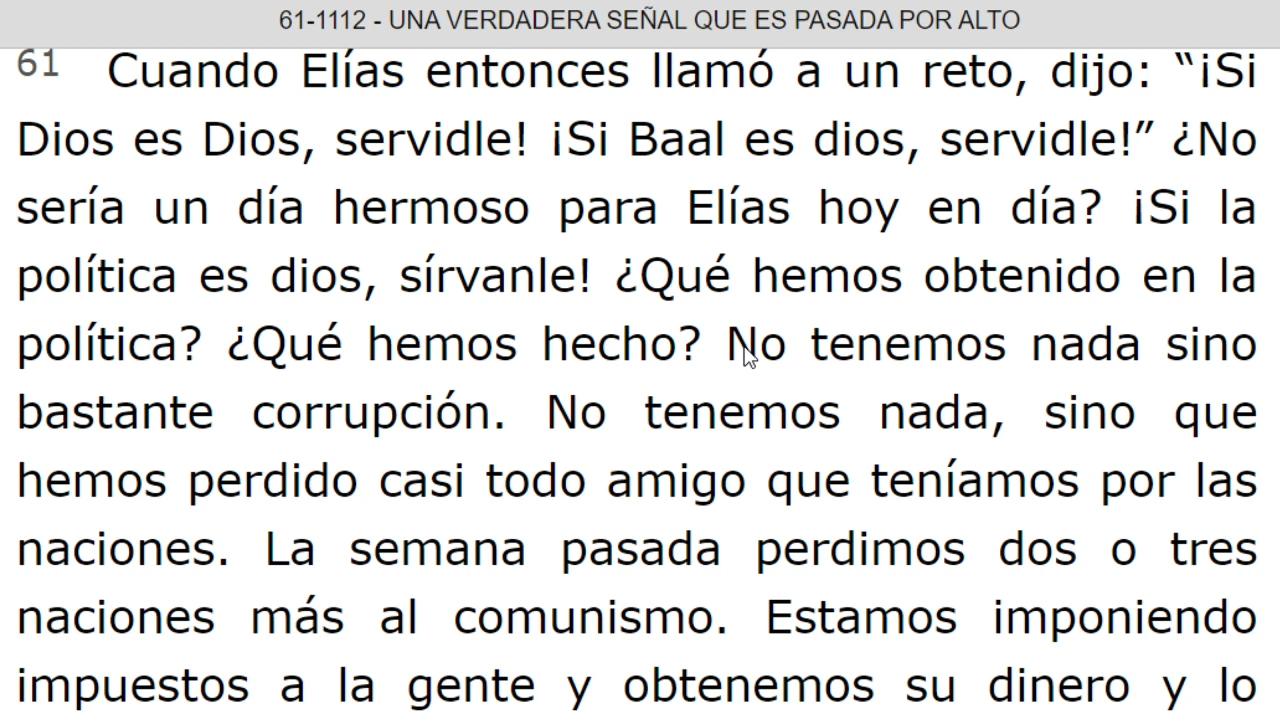 61-1112 - UNA VERDADERA SEÑAL QUE ES PASADA POR ALTO
61 Cuando Elías entonces llamó a un reto, dijo: “¡Si
Dios es Dios, servidle! ¡Si Baal es dios, servidle!” ¿No
sería un día hermoso para Elías hoy en día? ¡Si la
política es dios, sírvanle! ¿Qué hemos obtenido en la
política? ¿Qué hemos hecho? No tenemos nada sino
bastante corrupción. No tenemos nada, sino que
hemos perdido casi todo amigo que teníamos por las
naciones. La semana pasada perdimos dos o tres
naciones más al comunismo. Estamos imponiendo
impuestos a la gente y obtenemos su dinero y lo